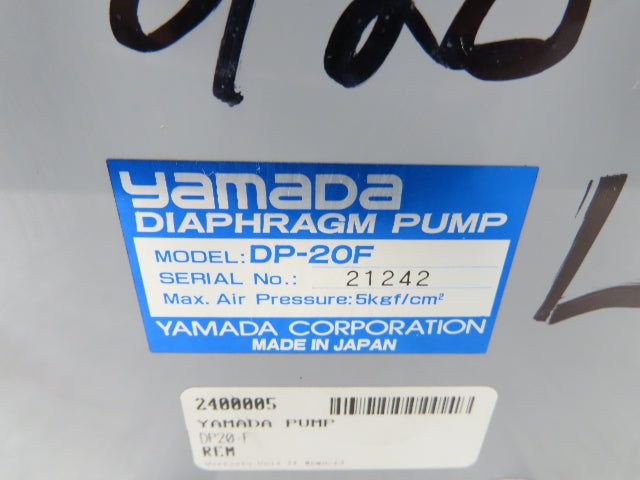 920
yamada
DIAPHRAGM PUMP
MODEL: DP-20F
SERIAL No.: 21242
Max. Air Pressure: 5kgf/cm²
YAMADA CORPORATION
MADE IN JAPAN
L
2400005
YAMADA PUMP
DP20-F
REM